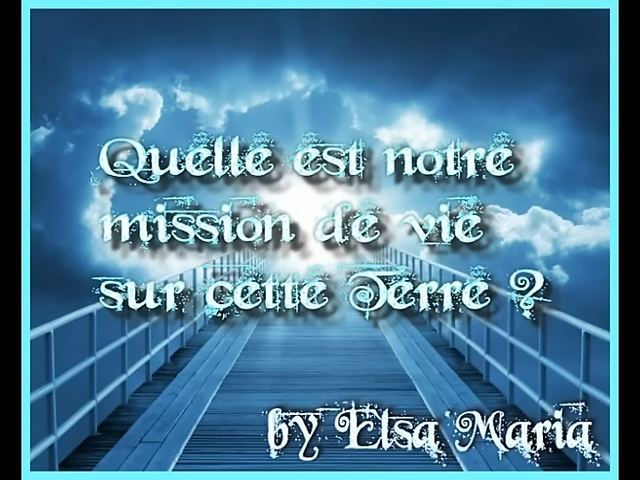 Quelle est notre
mission de vie
sur cette Terre ?
by Elsa Maria